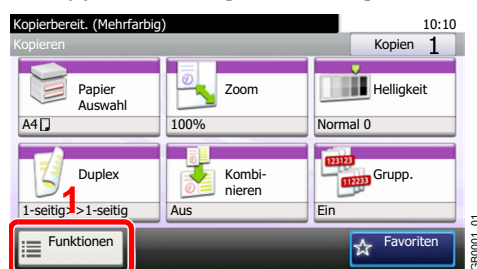 Kopierbereit. (Mehrfarbig) 10:10
Kopieren Kopien 1
Papier Auswahl
A4
Zoom
100%
Helligkeit
Normal 0
Duplex
1-seitig>>1-seitig
1
Kombi-
nieren
Aus
123123
112233
Grupp.
Ein
Funktionen
Favoriten
GB0001_01